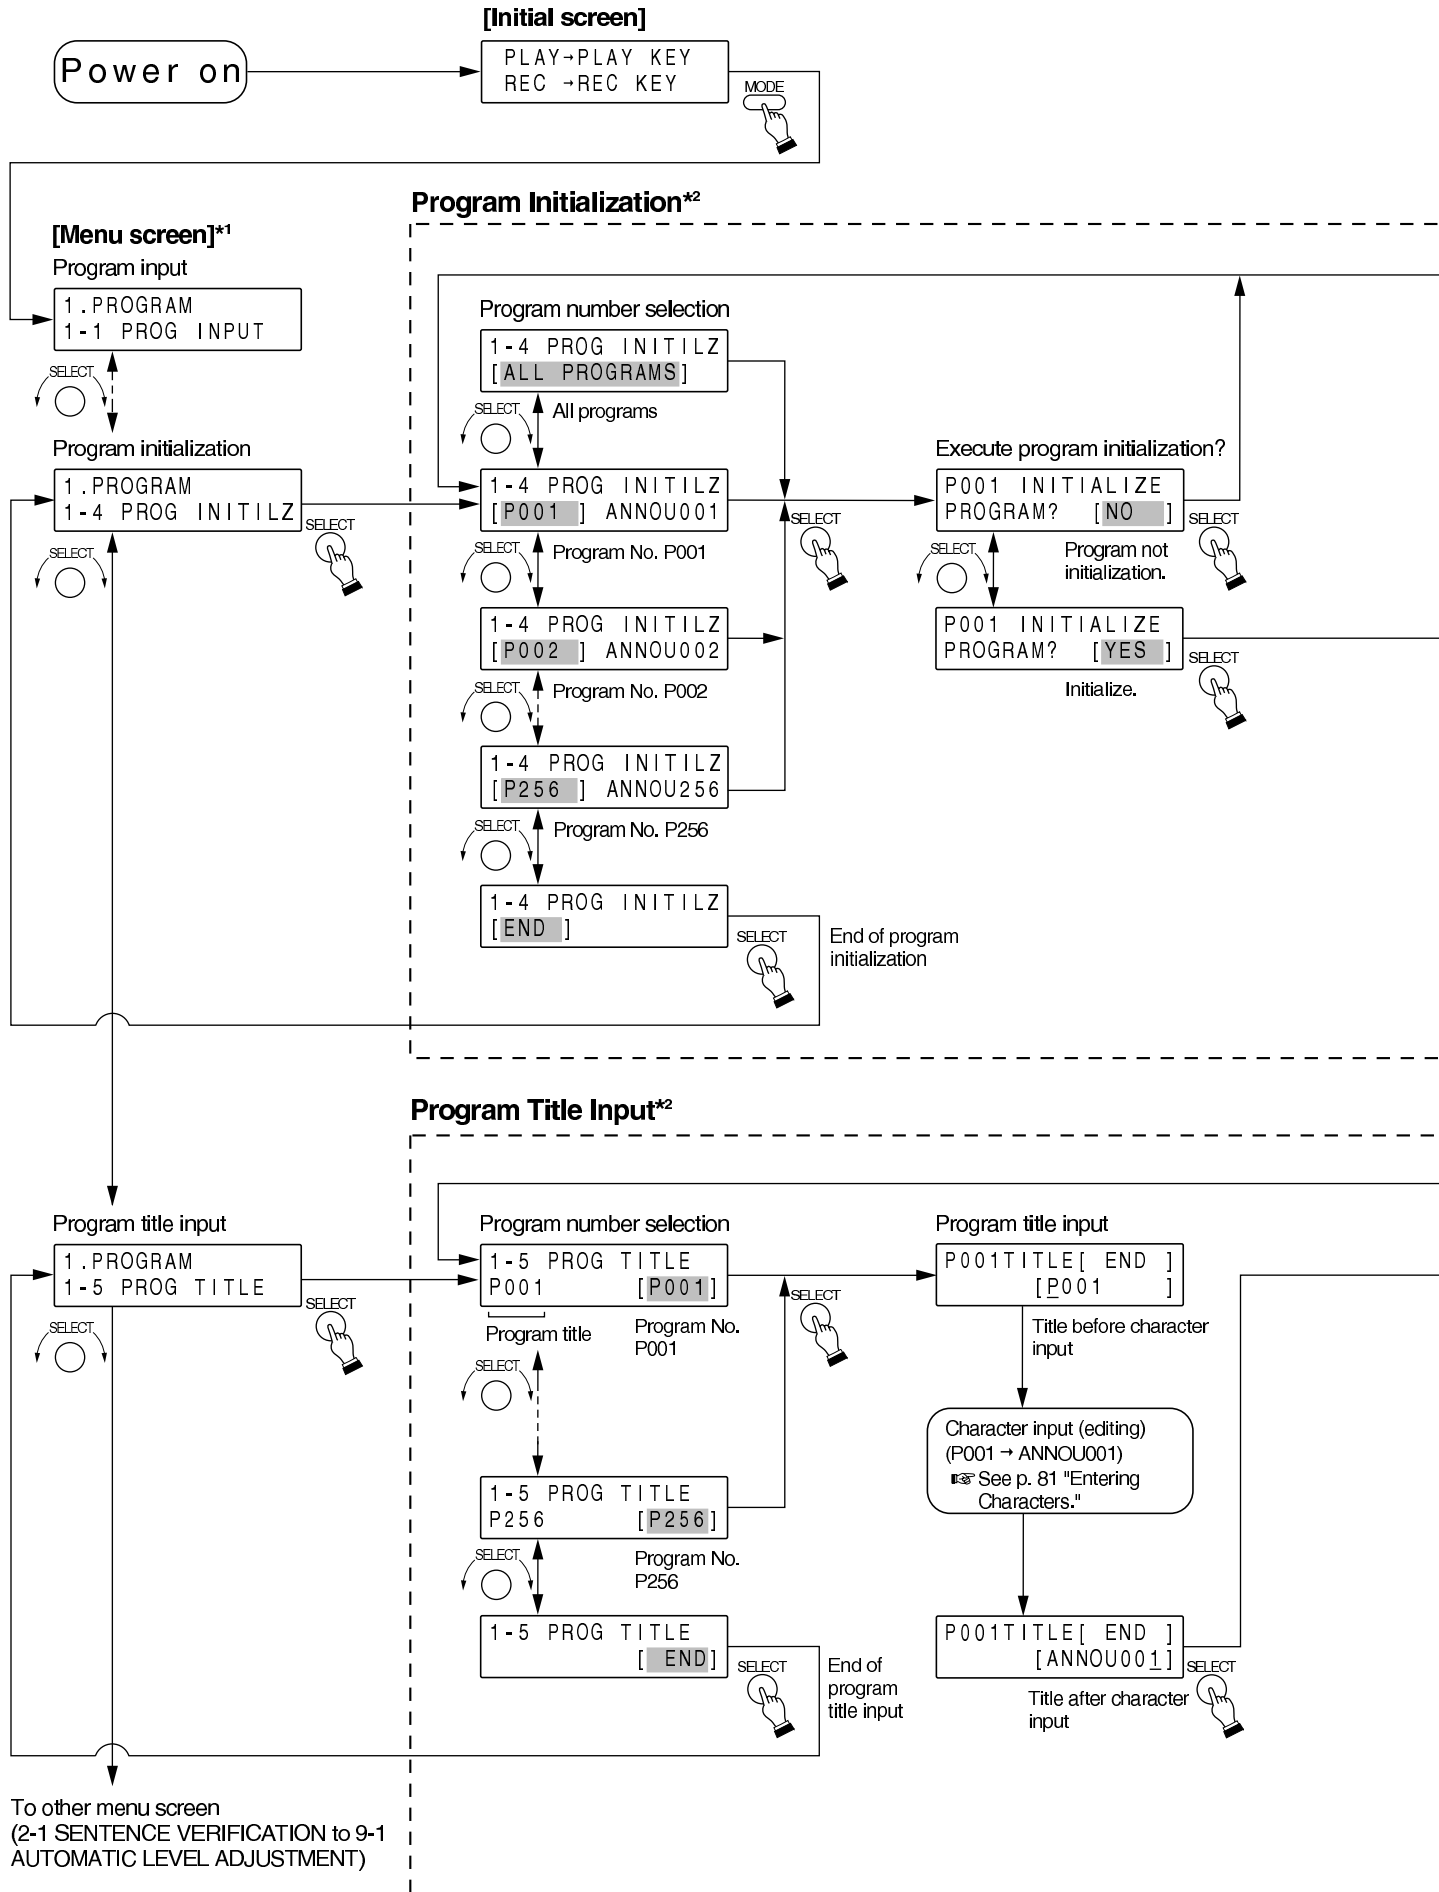 [Initial screen]
Power on
PLAY→PLAY KEY
REC →REC KEY
MODE
Program Initialization*2
[Menu screen]*1
Program input
1.PROGRAM
1-1 PROG INPUT
SELECT
Program initialization
1.PROGRAM
1-4 PROG INITILZ
SELECT
SELECT
Program number selection
1-4 PROG INITILZ
[ALL PROGRAMS]
SELECT
All programs
1-4 PROG INITILZ
[P001 ] ANNOU001
SELECT
Program No. P001
1-4 PROG INITILZ
[P002 ] ANNOU002
SELECT
Program No. P002
1-4 PROG INITILZ
[P256 ] ANNOU256
SELECT
Program No. P256
1-4 PROG INITILZ
[END ]
SELECT
End of program
initialization
SELECT
Execute program initialization?
P001 INITIALIZE
PROGRAM? [NO ]
SELECT
Program not
initialization.
SELECT
P001 INITIALIZE
PROGRAM? [YES ]
SELECT
Initialize.
Program Title Input*2
Program title input
1.PROGRAM
1-5 PROG TITLE
SELECT
SELECT
Program number selection
1-5 PROG TITLE
P001 [P001]
Program title
Program No.
P001
SELECT
SELECT
1-5 PROG TITLE
P256 [P256]
Program No.
P256
SELECT
1-5 PROG TITLE
[ END]
SELECT
End of
program
title input
Program title input
P001TITLE[ END ]
[P001 ]
Title before character
input
Character input (editing)
(P001 → ANNOU001)
☞ See p. 81 "Entering
Characters."
P001TITLE[ END ]
[ANNOU001]
SELECT
Title after character
input
To other menu screen
(2-1 SENTENCE VERIFICATION to 9-1
AUTOMATIC LEVEL ADJUSTMENT)